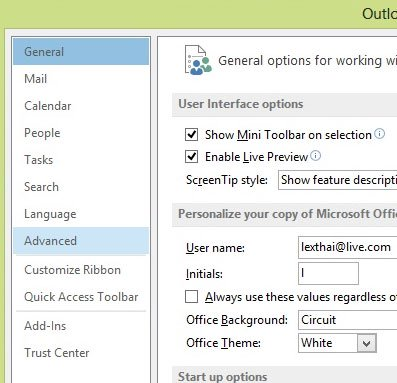 Outlo
General
Mail
Calendar
People
Tasks
Search
Language
Advanced
Customize Ribbon
Quick Access Toolbar
Add-Ins
Trust Center
General options for working wi
User Interface options
Show Mini Toolbar on selection
Enable Live Preview
ScreenTip style: Show feature descripti
Personalize your copy of Microsoft Offic
User name: lexthai@live.com
Initials: l
Always use these values regardless of
Office Background: Circuit
Office Theme: White
Start up options